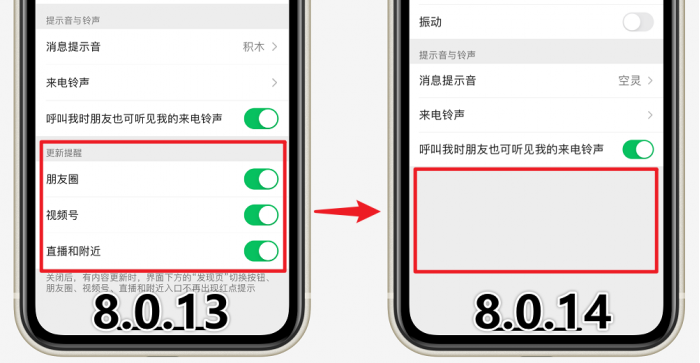 提示音与铃声
消息提示音
积木
来电铃声
呼叫我时朋友也可听见我的来电铃声
更新提醒
朋友圈
视频号
直播和附近
关闭后，有内容更新时，界面下方的“发现页”切换按钮、
朋友圈、视频号、直播和附近入口不再出现红点提示
8.0.13
振动
提示音与铃声
消息提示音
空灵
来电铃声
呼叫我时朋友也可听见我的来电铃声
8.0.14